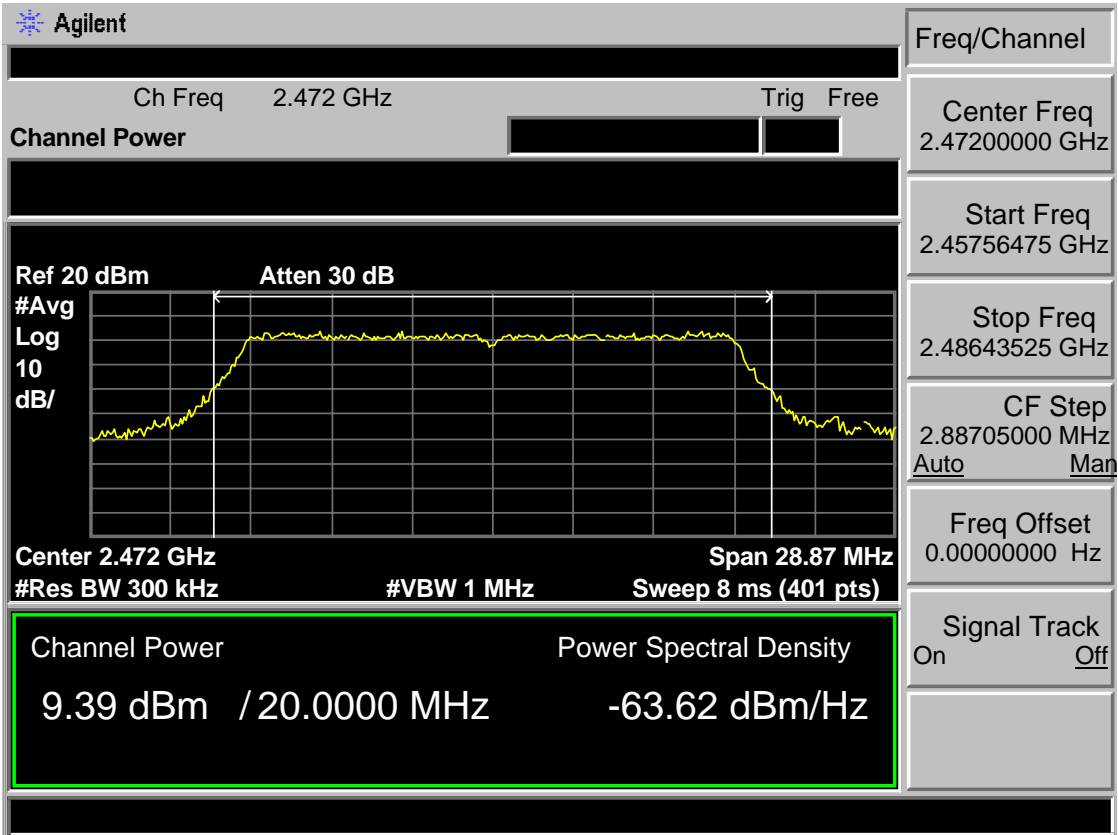 Agilent
Ch Freq 2.472 GHz Trig Free
Channel Power
Ref 20 dBm Atten 30 dB
#Avg
Log
10
dB/
Center 2.472 GHz Span 28.87 MHz
#Res BW 300 kHz #VBW 1 MHz Sweep 8 ms (401 pts)
Channel Power Power Spectral Density
9.39 dBm / 20.0000 MHz -63.62 dBm/Hz
Freq/Channel
Center Freq
2.47200000 GHz
Start Freq
2.45756475 GHz
Stop Freq
2.48643525 GHz
CF Step
2.88705000 MHz
Auto Man
Freq Offset
0.00000000 Hz
Signal Track
On Off